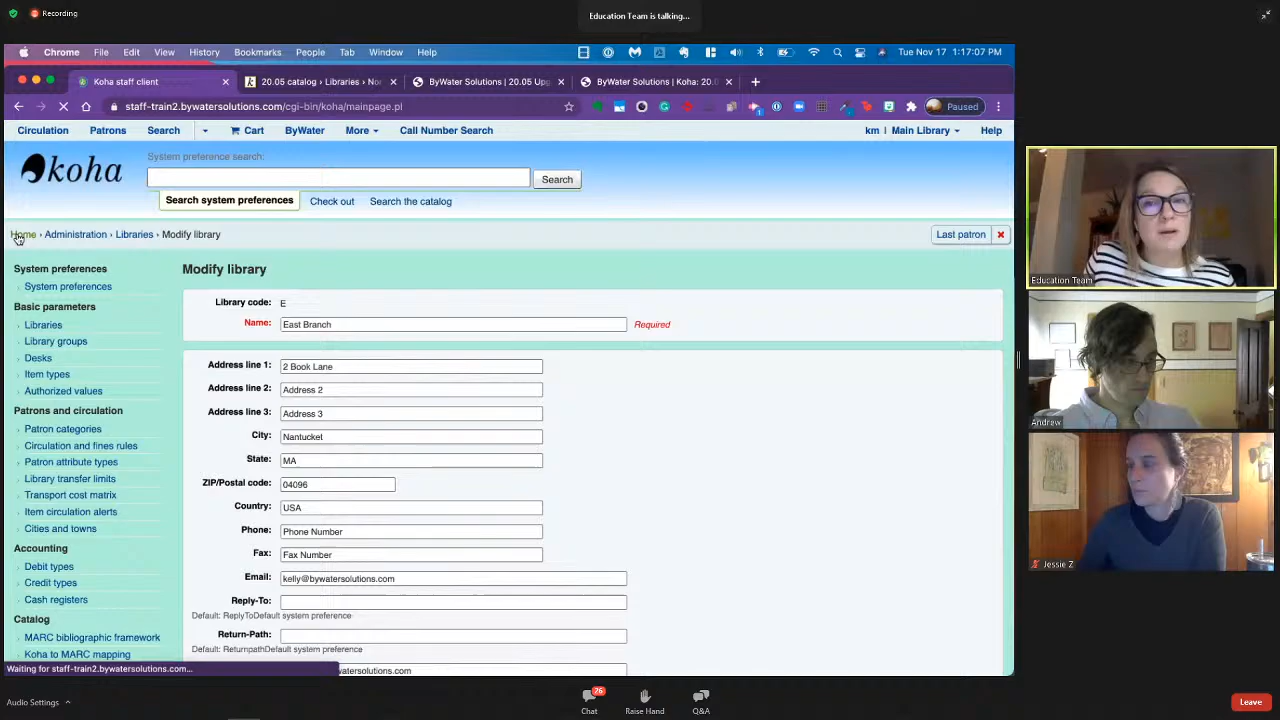 Recording
Education Team is talking...
Chrome File Edit View History Bookmarks People Tab Window Help
Tue Nov 17 1:17:07 PM
Koha staff client
20.05 catalog › Libraries › No
ByWater Solutions | 20.05 Upg
ByWater Solutions | Koha: 20.0
staff-train2.bywatersolutions.com/cgi-bin/koha/mainpage.pl
Paused
Circulation Patrons Search Cart ByWater More Call Number Search
km | Main Library Help
koha
System preference search:
Search
Search system preferences Check out Search the catalog
Home › Administration › Libraries › Modify library
Last patron
System preferences
System preferences
Basic parameters
Libraries
Library groups
Desks
Item types
Authorized values
Patrons and circulation
Patron categories
Circulation and fines rules
Patron attribute types
Library transfer limits
Transport cost matrix
Item circulation alerts
Cities and towns
Accounting
Debit types
Credit types
Cash registers
Catalog
MARC bibliographic framework
Koha to MARC mapping
Waiting for staff-train2.bywatersolutions.com...
Modify library
Library code: E
Name: East Branch Required
Address line 1: 2 Book Lane
Address line 2: Address 2
Address line 3: Address 3
City: Nantucket
State: MA
ZIP/Postal code: 04096
Country: USA
Phone: Phone Number
Fax: Fax Number
Email: kelly@bywatersolutions.com
Reply-To:
Default: ReplyToDefault system preference
Return-Path:
Default: ReturnpathDefault system preference
watersolutions.com
Education Team
Andrew
Jessie Z
Audio Settings
26
Chat
Raise Hand
Q&A
Leave